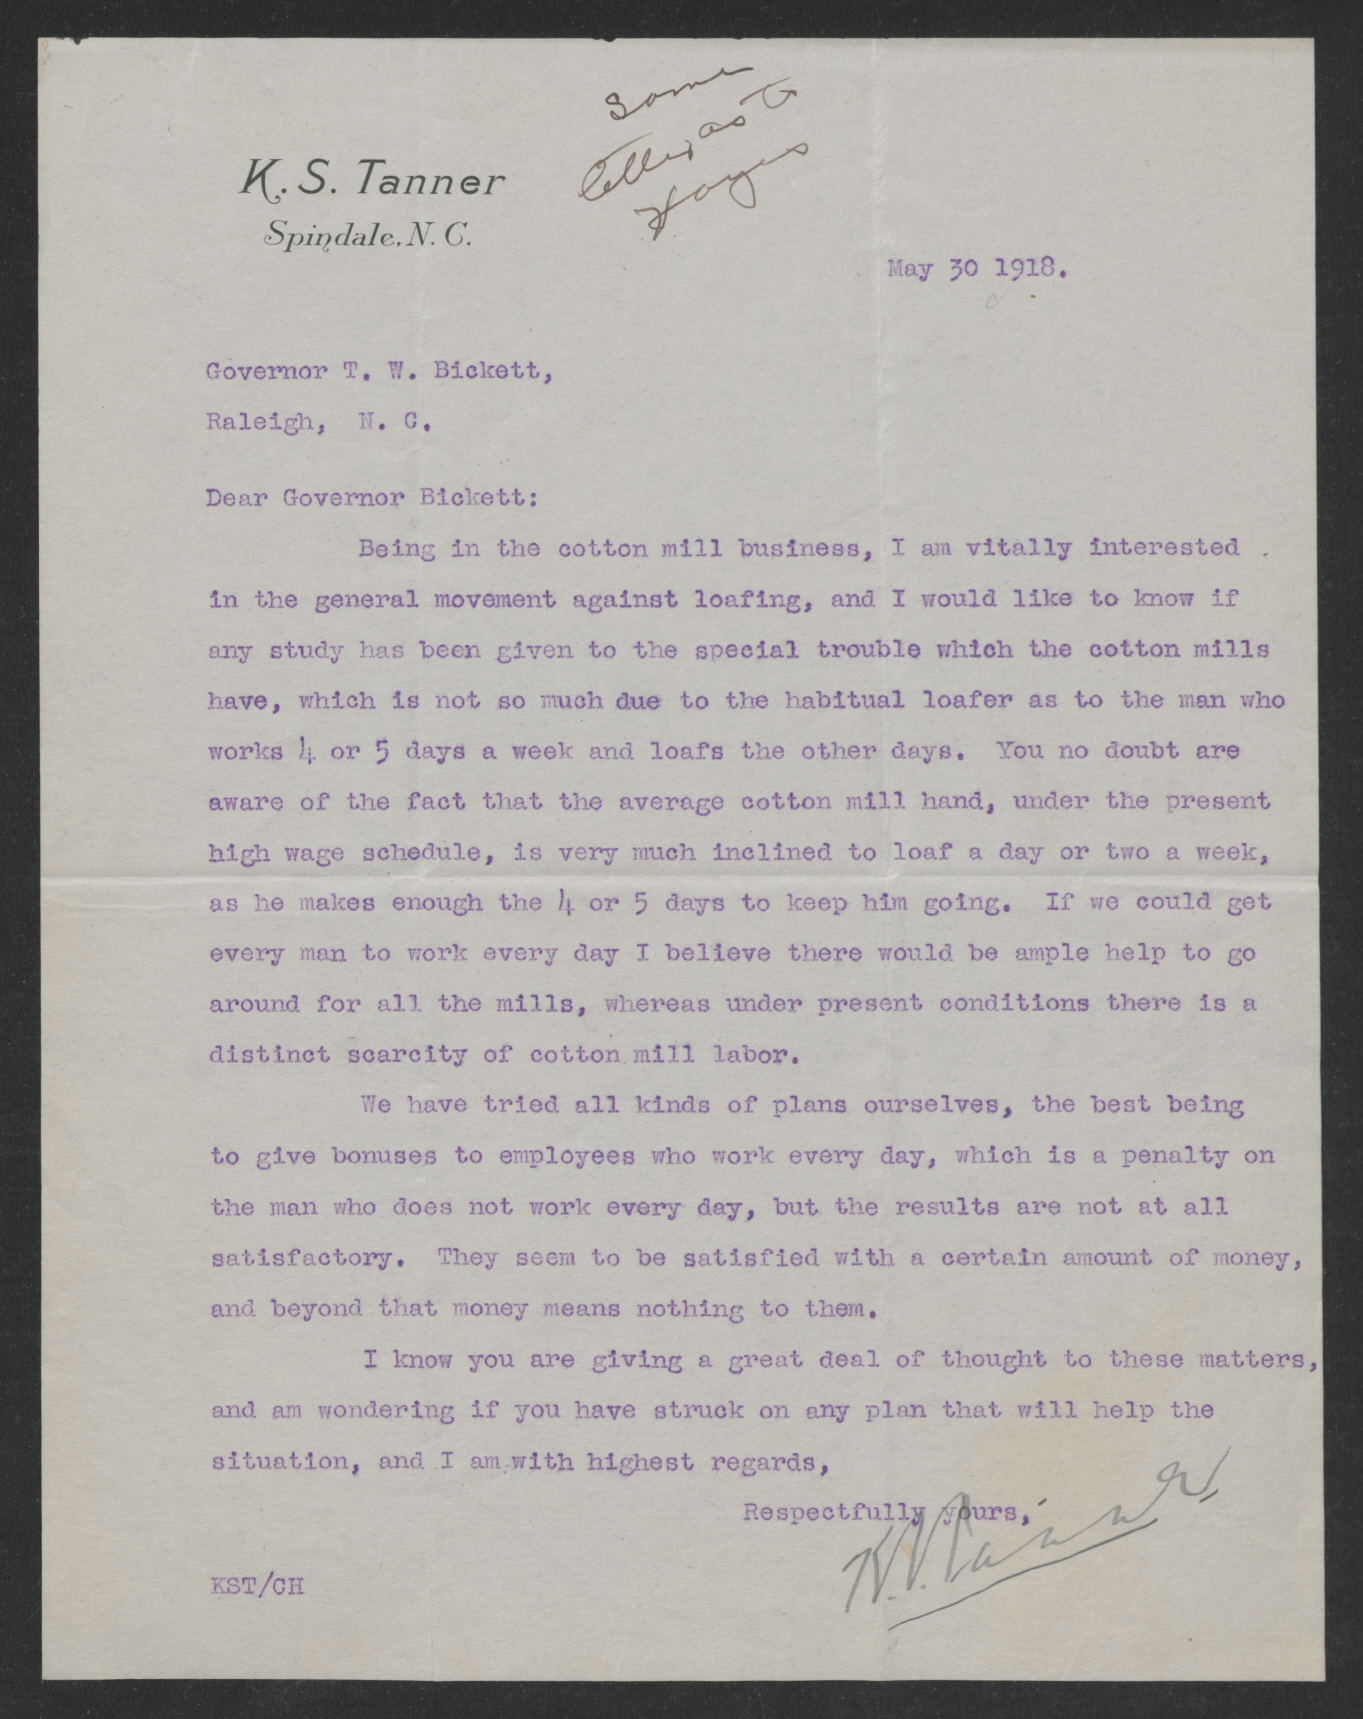 Same
letter as to
Hayes
K. S. Tanner
Spindale, N. C.
May 30 1918.
Governor T. W. Bickett,
Raleigh, N. C.
Dear Governor Bickett:
Being in the cotton mill business, I am vitally interested
in the general movement against loafing, and I would like to know if
any study has been given to the special trouble which the cotton mills
have, which is not so much due to the habitual loafer as to the man who
works 4 or 5 days a week and loafs the other days. You no doubt are
aware of the fact that the average cotton mill hand, under the present
high wage schedule, is very much inclined to loaf a day or two a week,
as he makes enough the 4 or 5 days to keep him going. If we could get
every man to work every day I believe there would be ample help to go
around for all the mills, whereas under present conditions there is a
distinct scarcity of cotton mill labor.
We have tried all kinds of plans ourselves, the best being
to give bonuses to employees who work every day, which is a penalty on
the man who does not work every day, but the results are not at all
satisfactory. They seem to be satisfied with a certain amount of money,
and beyond that money means nothing to them.
I know you are giving a great deal of thought to these matters,
and am wondering if you have struck on any plan that will help the
situation, and I am with highest regards,
Respectfully yours,
K. S. Tanner
KST/CH